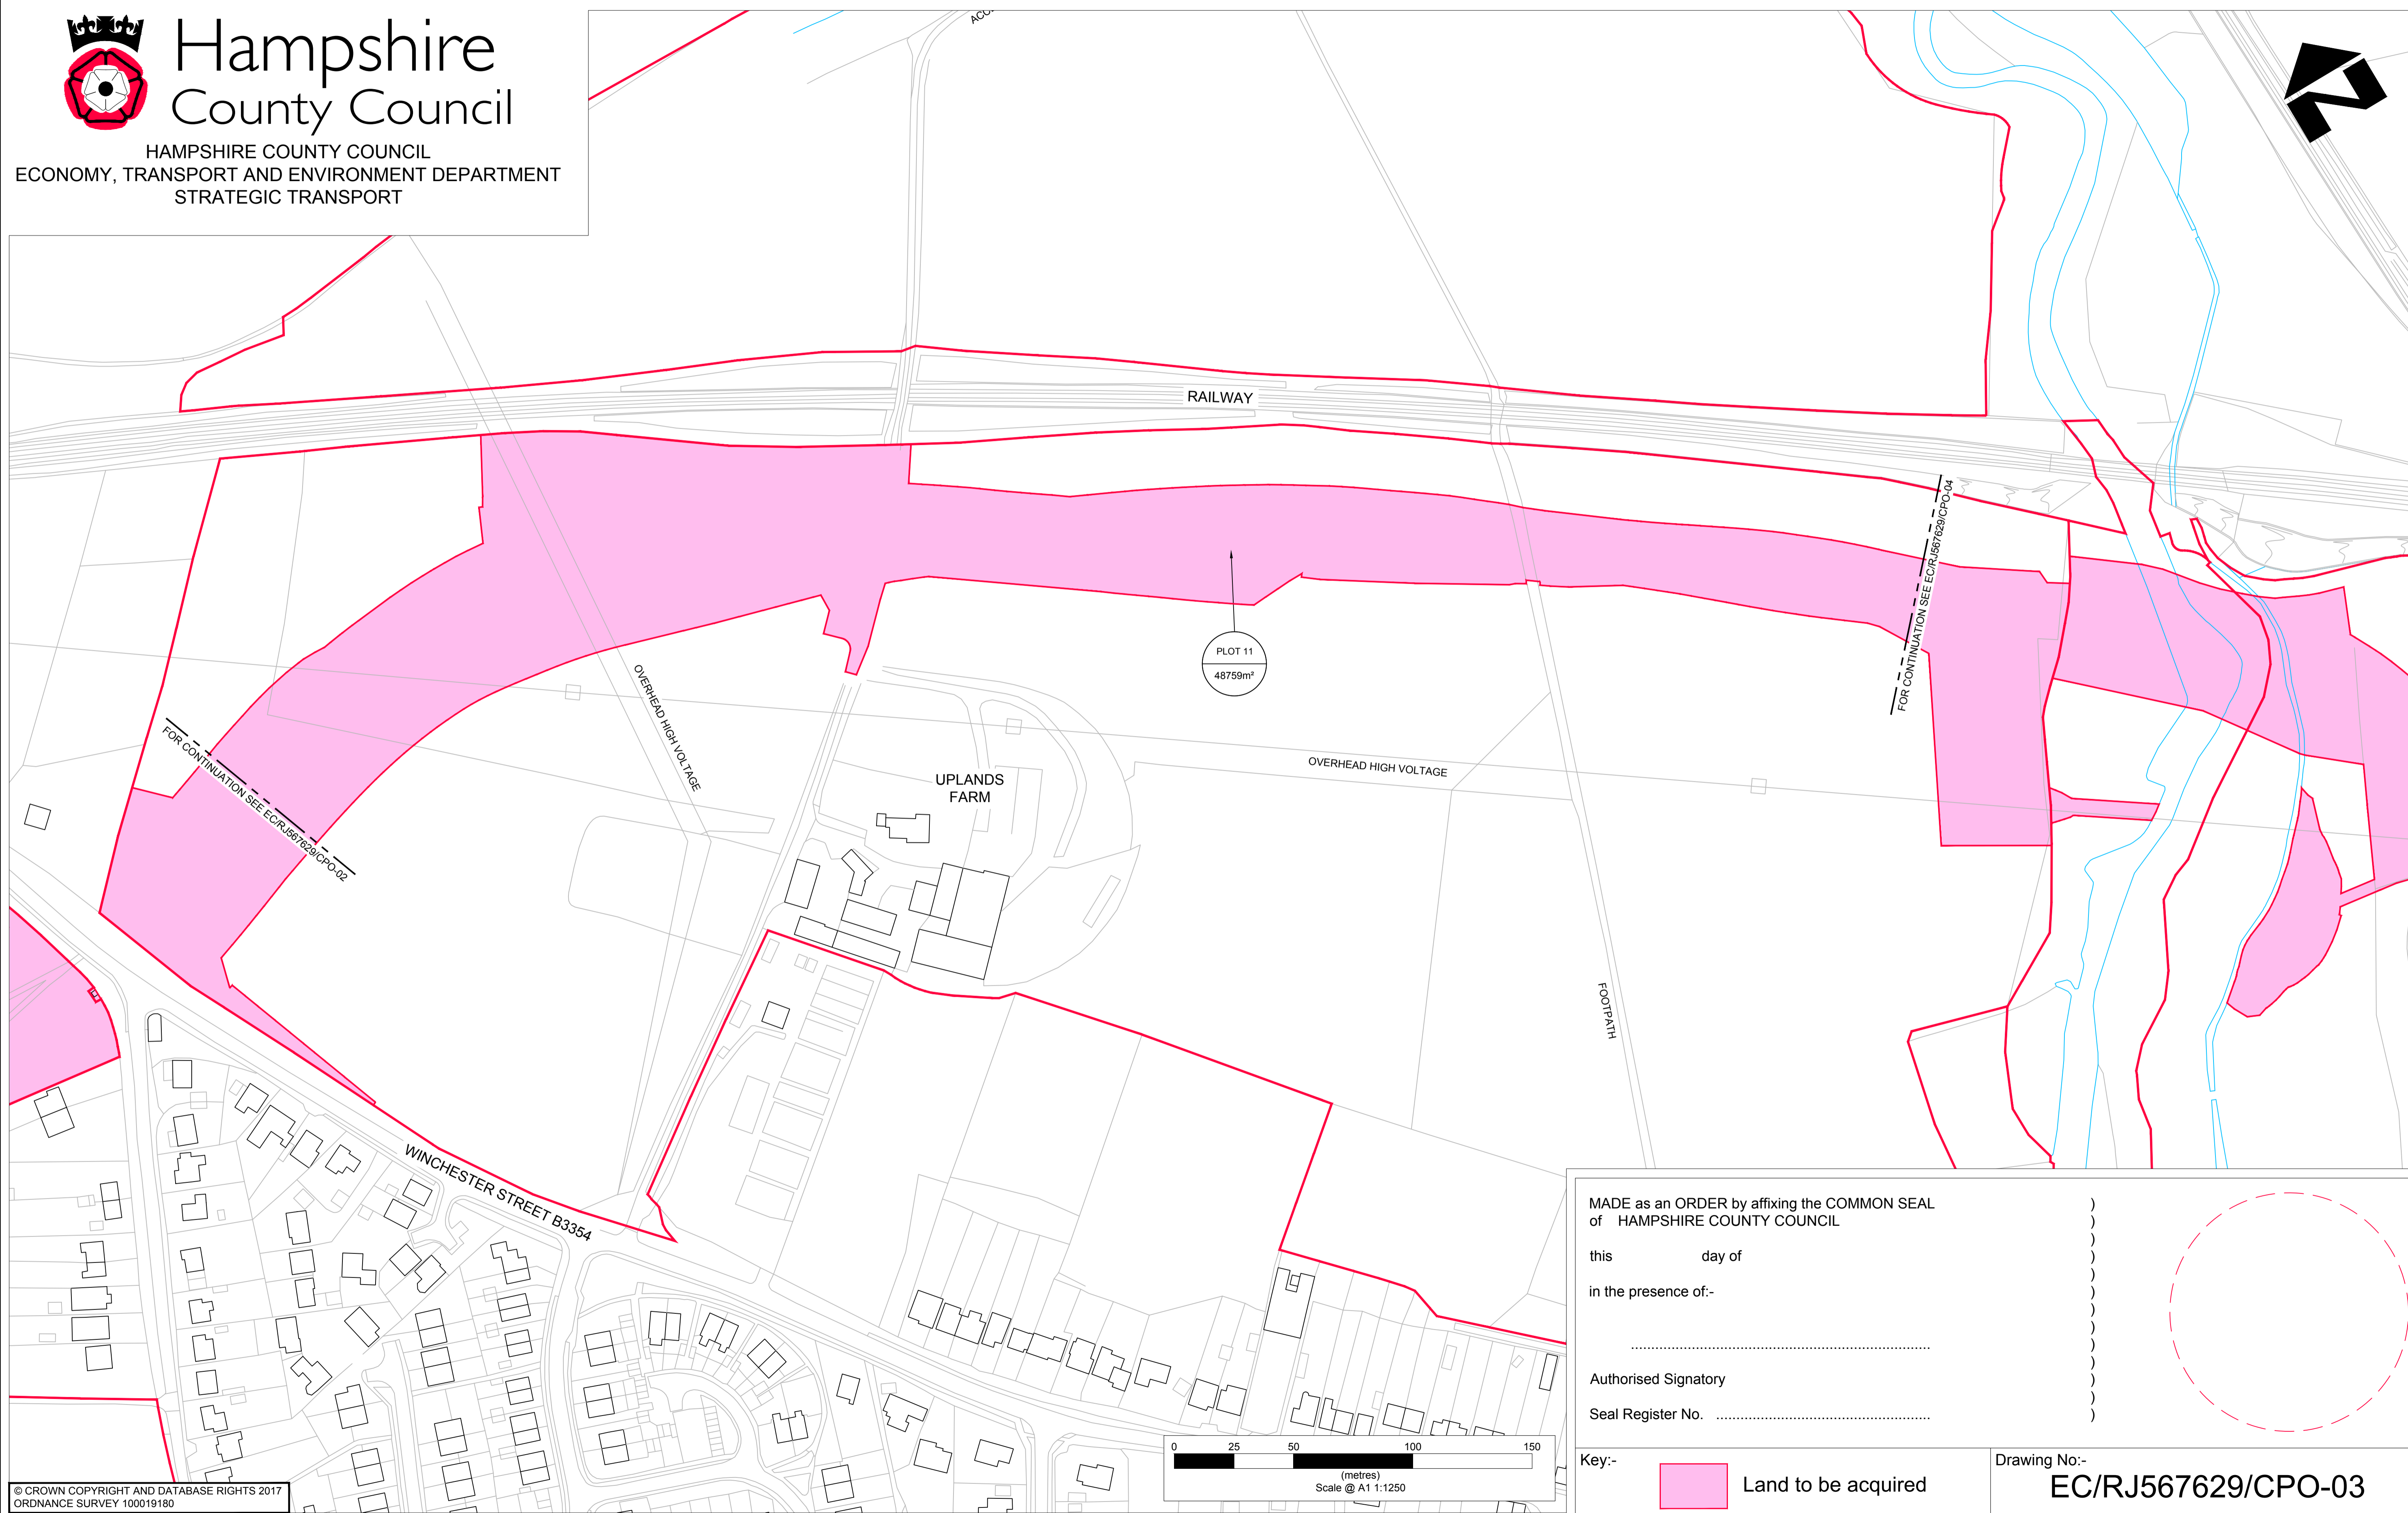 Hampshire
County Council
HAMPSHIRE COUNTY COUNCIL
ECONOMY, TRANSPORT AND ENVIRONMENT DEPARTMENT
STRATEGIC TRANSPORT
N
RAILWAY
FOR CONTINUATION SEE EC/RJ567629/CPO-04
PLOT 11
48759m²
OVERHEAD HIGH VOLTAGE
FOR CONTINUATION SEE EC/RJ567629/CPO-02
UPLANDS
FARM
OVERHEAD HIGH VOLTAGE
FOOTPATH
WINCHESTER STREET B3354
MADE as an ORDER by affixing the COMMON SEAL
of HAMPSHIRE COUNTY COUNCIL
this day of
in the presence of:-
..........................................................................
Authorised Signatory
Seal Register No. .....................................................
0 25 50 100 150
(metres)
Scale @ A1 1:1250
Key:-
Land to be acquired
Drawing No:-
EC/RJ567629/CPO-03
© CROWN COPYRIGHT AND DATABASE RIGHTS 2017
ORDNANCE SURVEY 100019180